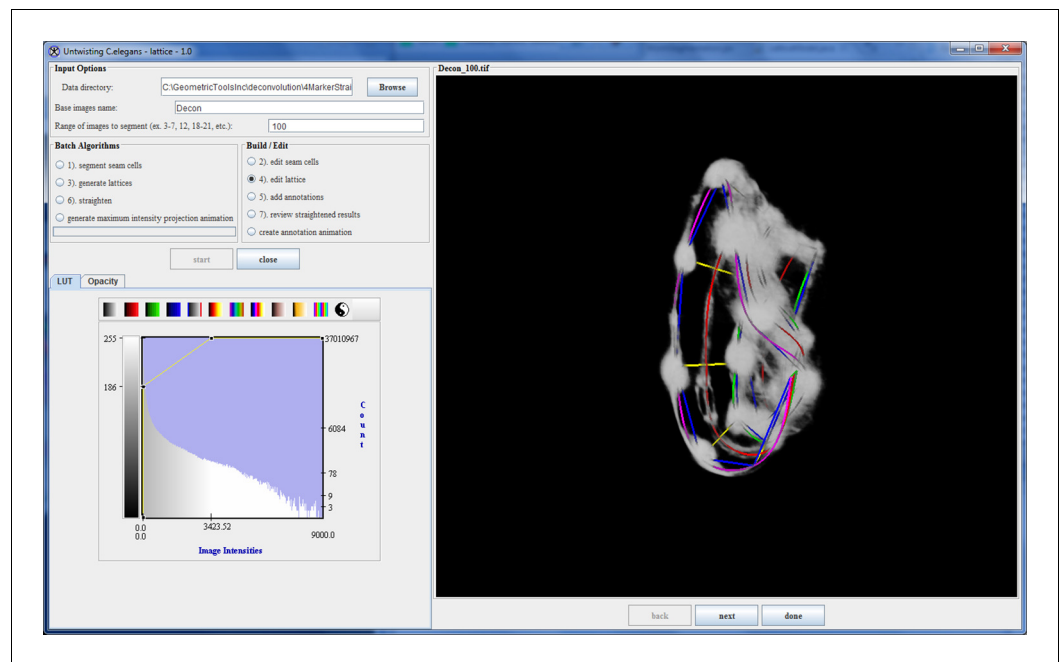 Untwisting C.elegans - lattice - 1.0
Input Options
Data directory:
C:\GeometricToolsInc\deconvolution\4MarkerStrai
Browse
Base images name:
Decon
Range of images to segment (ex. 3-7, 12, 18-21, etc.):
100
Batch Algorithms
1). segment seam cells
3). generate lattices
6). straighten
generate maximum intensity projection animation
Build / Edit
2). edit seam cells
4). edit lattice
5). add annotations
7). review straightened results
create annotation animation
start
close
LUT
Opacity
255
37010967
186
6084
78
9
3
Count
0.0
3423.52
9000.0
0.0
Image Intensities
Decon_100.tif
back
next
done